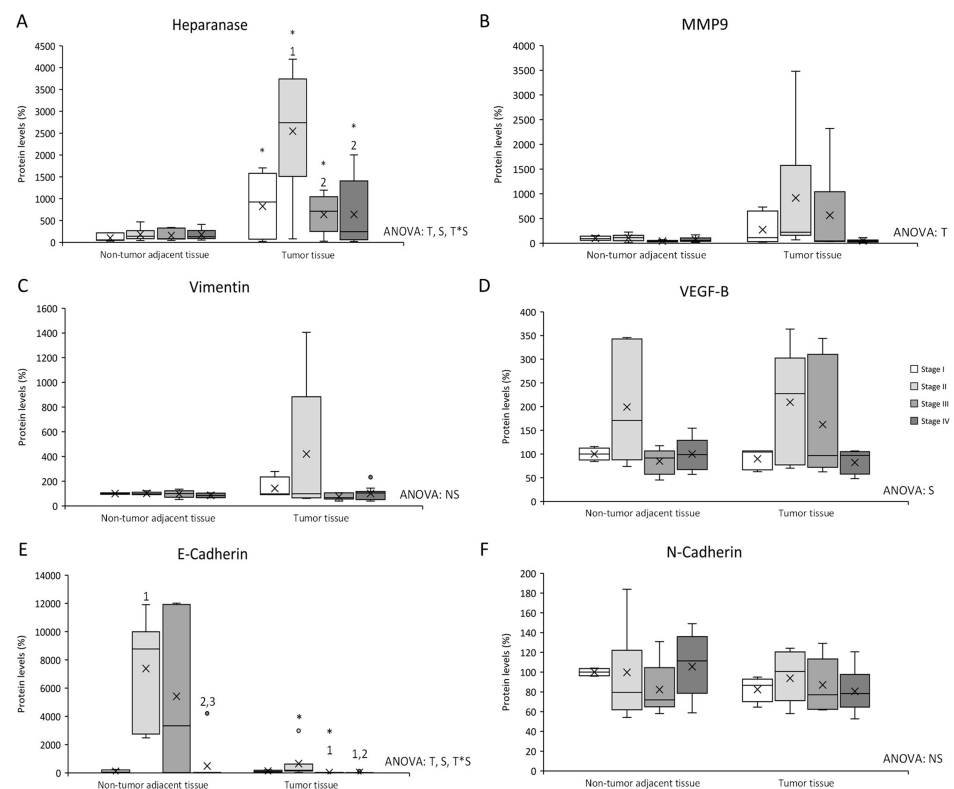 A
Heparanase
Protein levels (%)
4500
4000
3500
3000
2500
2000
1500
1000
500
0
*
*
1
*
2
*
2
ANOVA: T, S, T*S
Non-tumor adjacent tissue
Tumor tissue
B
MMP9
Protein levels (%)
4000
3500
3000
2500
2000
1500
1000
500
0
ANOVA: T
Non-tumor adjacent tissue
Tumor tissue
C
Vimentin
Protein levels (%)
1600
1400
1200
1000
800
600
400
200
0
ANOVA: NS
Non-tumor adjacent tissue
Tumor tissue
D
VEGF-B
Protein levels (%)
400
350
300
250
200
150
100
50
0
Stage I
Stage II
Stage III
Stage IV
ANOVA: S
Non-tumor adjacent tissue
Tumor tissue
E
E-Cadherin
Protein levels (%)
14000
12000
10000
8000
6000
4000
2000
0
1
2,3
*
*
1
1,2
ANOVA: T, S, T*S
Non-tumor adjacent tissue
Tumor tissue
F
N-Cadherin
Protein levels (%)
200
180
160
140
120
100
80
60
40
20
0
ANOVA: NS
Non-tumor adjacent tissue
Tumor tissue